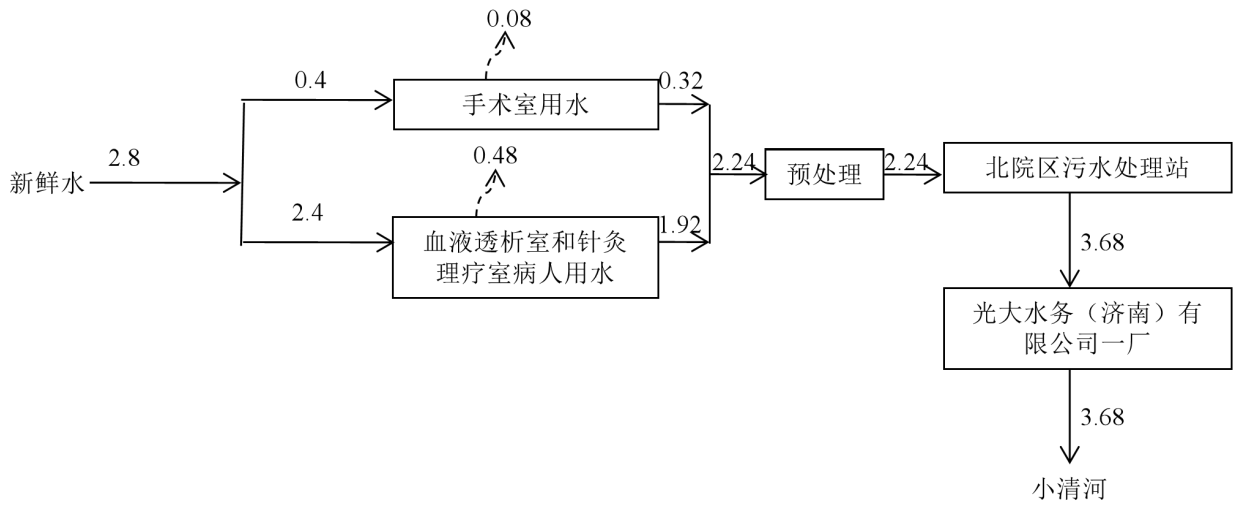 0.08
0.4
手术室用水
0.32
新鲜水
2.8
0.48
2.4
血液透析室和针灸
理疗室病人用水
1.92
2.24
预处理
2.24
北院区污水处理站
3.68
光大水务（济南）有
限公司一厂
3.68
小清河